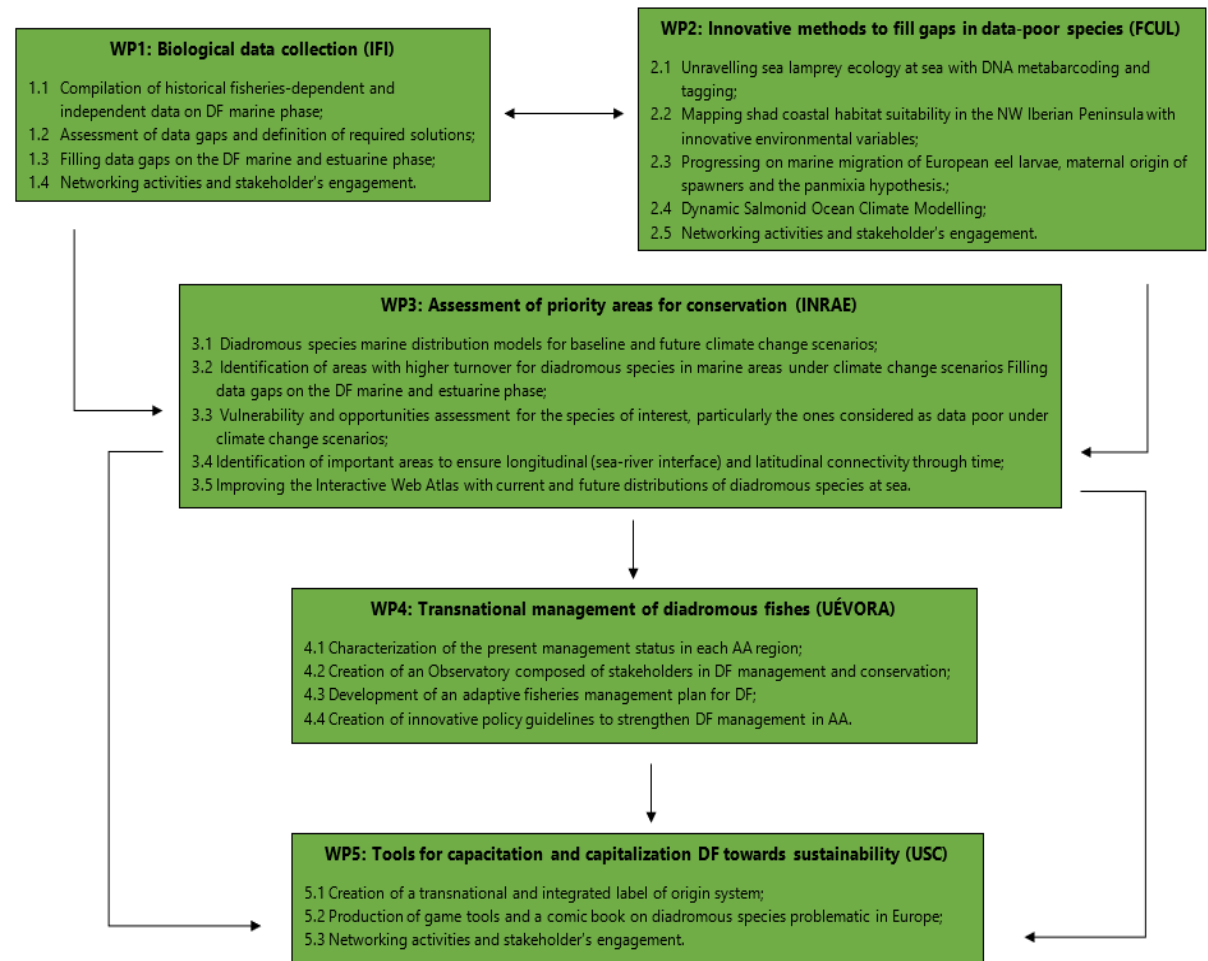 WP1: Biological data collection (IFI)
1.1 Compilation of historical fisheries-dependent and
independent data on DF marine phase;
1.2 Assessment of data gaps and definition of required solutions;
1.3 Filling data gaps on the DF marine and estuarine phase;
1.4 Networking activities and stakeholder's engagement.
WP2: Innovative methods to fill gaps in data-poor species (FCUL)
2.1 Unravelling sea lamprey ecology at sea with DNA metabarcoding and
tagging;
2.2 Mapping shad coastal habitat suitability in the NW Iberian Peninsula with
innovative environmental variables;
2.3 Progressing on marine migration of European eel larvae, maternal origin of
spawners and the panmixia hypothesis.;
2.4 Dynamic Salmonid Ocean Climate Modelling;
2.5 Networking activities and stakeholder's engagement.
WP3: Assessment of priority areas for conservation (INRAE)
3.1 Diadromous species marine distribution models for baseline and future climate change scenarios;
3.2 Identification of areas with higher turnover for diadromous species in marine areas under climate change scenarios Filling
data gaps on the DF marine and estuarine phase;
3.3 Vulnerability and opportunities assessment for the species of interest, particularly the ones considered as data poor under
climate change scenarios;
3.4 Identification of important areas to ensure longitudinal (sea-river interface) and latitudinal connectivity through time;
3.5 Improving the Interactive Web Atlas with current and future distributions of diadromous species at sea.
WP4: Transnational management of diadromous fishes (UÉVORA)
4.1 Characterization of the present management status in each AA region;
4.2 Creation of an Observatory composed of stakeholders in DF management and conservation;
4.3 Development of an adaptive fisheries management plan for DF;
4.4 Creation of innovative policy guidelines to strengthen DF management in AA.
WP5: Tools for capacitation and capitalization DF towards sustainability (USC)
5.1 Creation of a transnational and integrated label of origin system;
5.2 Production of game tools and a comic book on diadromous species problematic in Europe;
5.3 Networking activities and stakeholder's engagement.